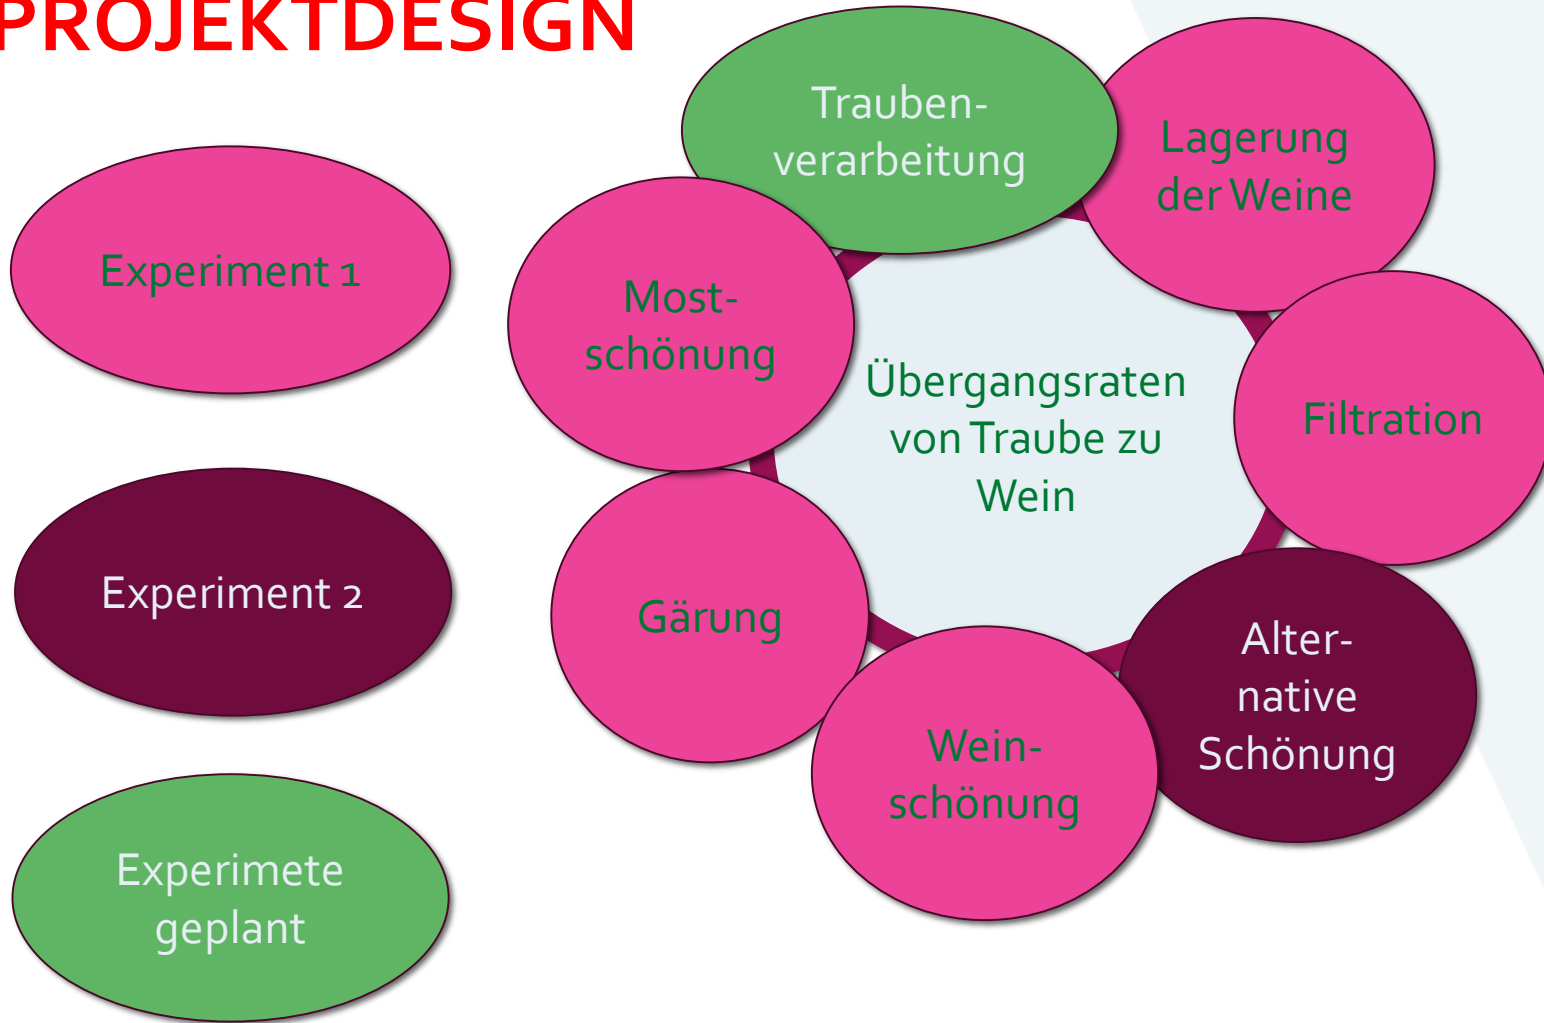 PROJEKTDESIGN
Experiment 1
Experiment 2
Experimete
geplant
Trauben-
verarbeitung
Lagerung
der Weine
Filtration
Alter-
native
Schönung
Wein-
schönung
Gärung
Most-
schönung
Übergangsraten
von Traube zu
Wein